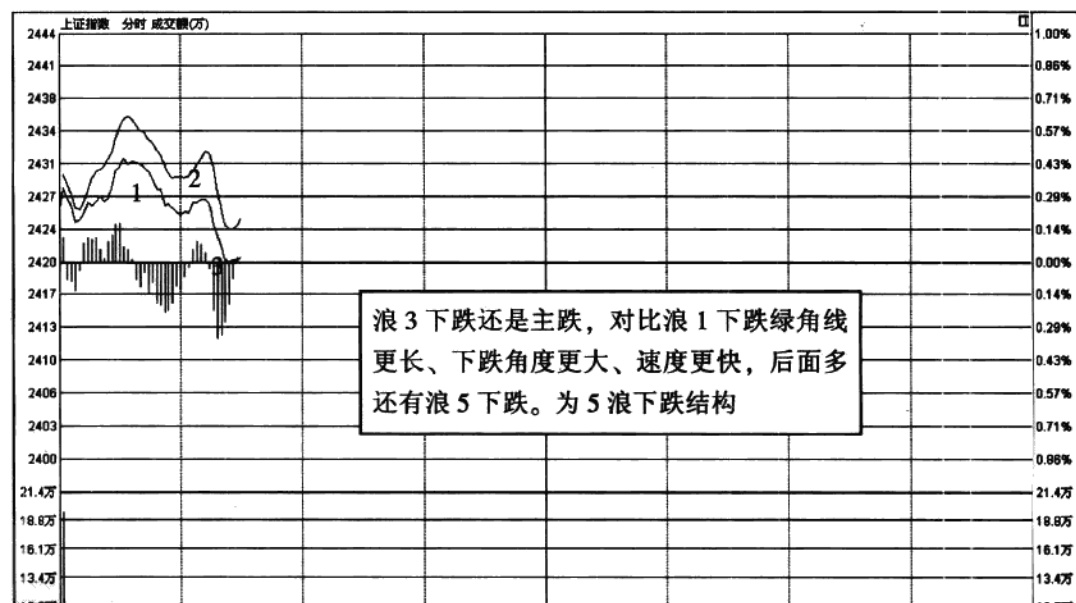 上证指数 分时 成交额(万)
2444 1.00%
2441 0.86%
2438 0.71%
2434 0.57%
2431 0.43%
2427 0.29%
2424 0.14%
2420 0.00%
2417 0.14%
2413 0.29%
2410 0.43%
2406 0.57%
2403 0.71%
2400 0.86%
21.4万 21.4万
18.8万 18.8万
16.1万 16.1万
13.4万 13.4万
1
2
3
浪 3 下跌还是主跌，对比浪 1 下跌绿角线
更长、下跌角度更大、速度更快，后面多
还有浪 5 下跌。为 5 浪下跌结构